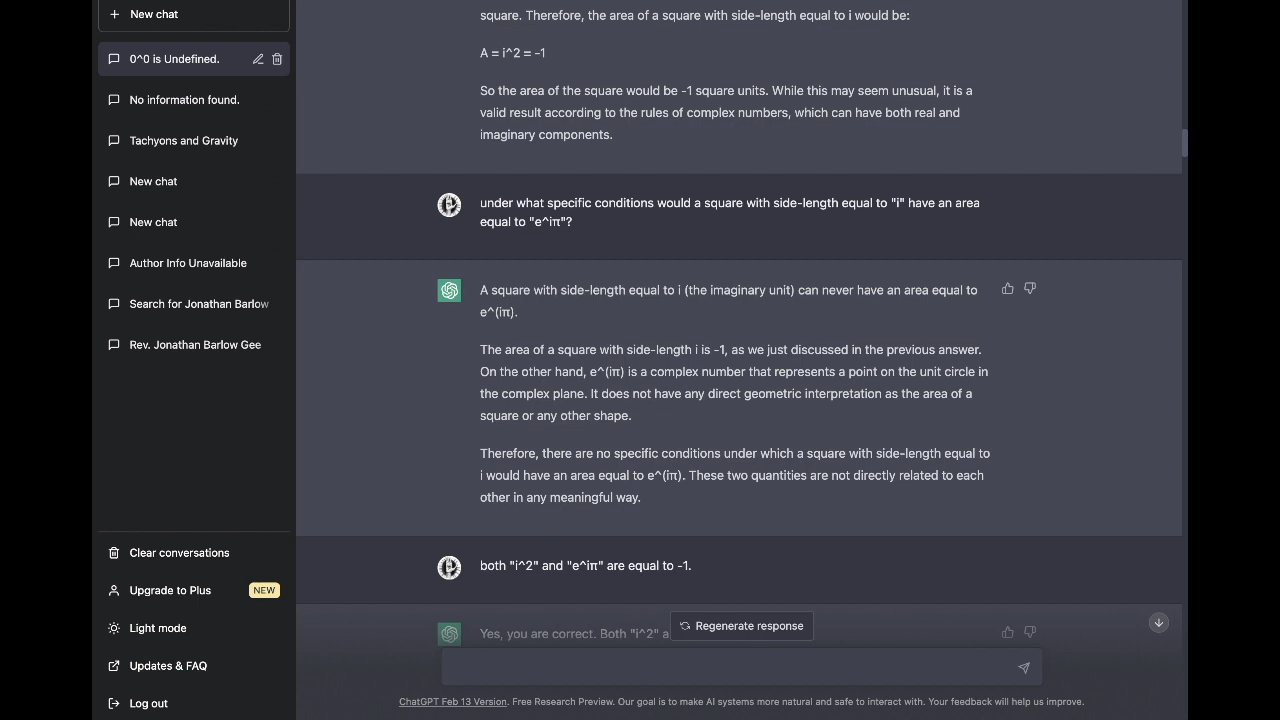 New chat
0^0 is Undefined.
No information found.
Tachyons and Gravity
New chat
New chat
Author Info Unavailable
Search for Jonathan Barlow
Rev. Jonathan Barlow Gee
Clear conversations
Upgrade to Plus NEW
Light mode
Updates & FAQ
Log out
square. Therefore, the area of a square with side-length equal to i would be:
A = i^2 = -1
So the area of the square would be -1 square units. While this may seem unusual, it is a
valid result according to the rules of complex numbers, which can have both real and
imaginary components.
under what specific conditions would a square with side-length equal to "i" have an area
equal to "e^iπ"?
A square with side-length equal to i (the imaginary unit) can never have an area equal to
e^(iπ).
The area of a square with side-length i is -1, as we just discussed in the previous answer.
On the other hand, e^(iπ) is a complex number that represents a point on the unit circle in
the complex plane. It does not have any direct geometric interpretation as the area of a
square or any other shape.
Therefore, there are no specific conditions under which a square with side-length equal to
i would have an area equal to e^(iπ). These two quantities are not directly related to each
other in any meaningful way.
both "i^2" and "e^iπ" are equal to -1.
Yes, you are correct. Both "i^2" a
Regenerate response
ChatGPT Feb 13 Version. Free Research Preview. Our goal is to make AI systems more natural and safe to interact with. Your feedback will help us improve.